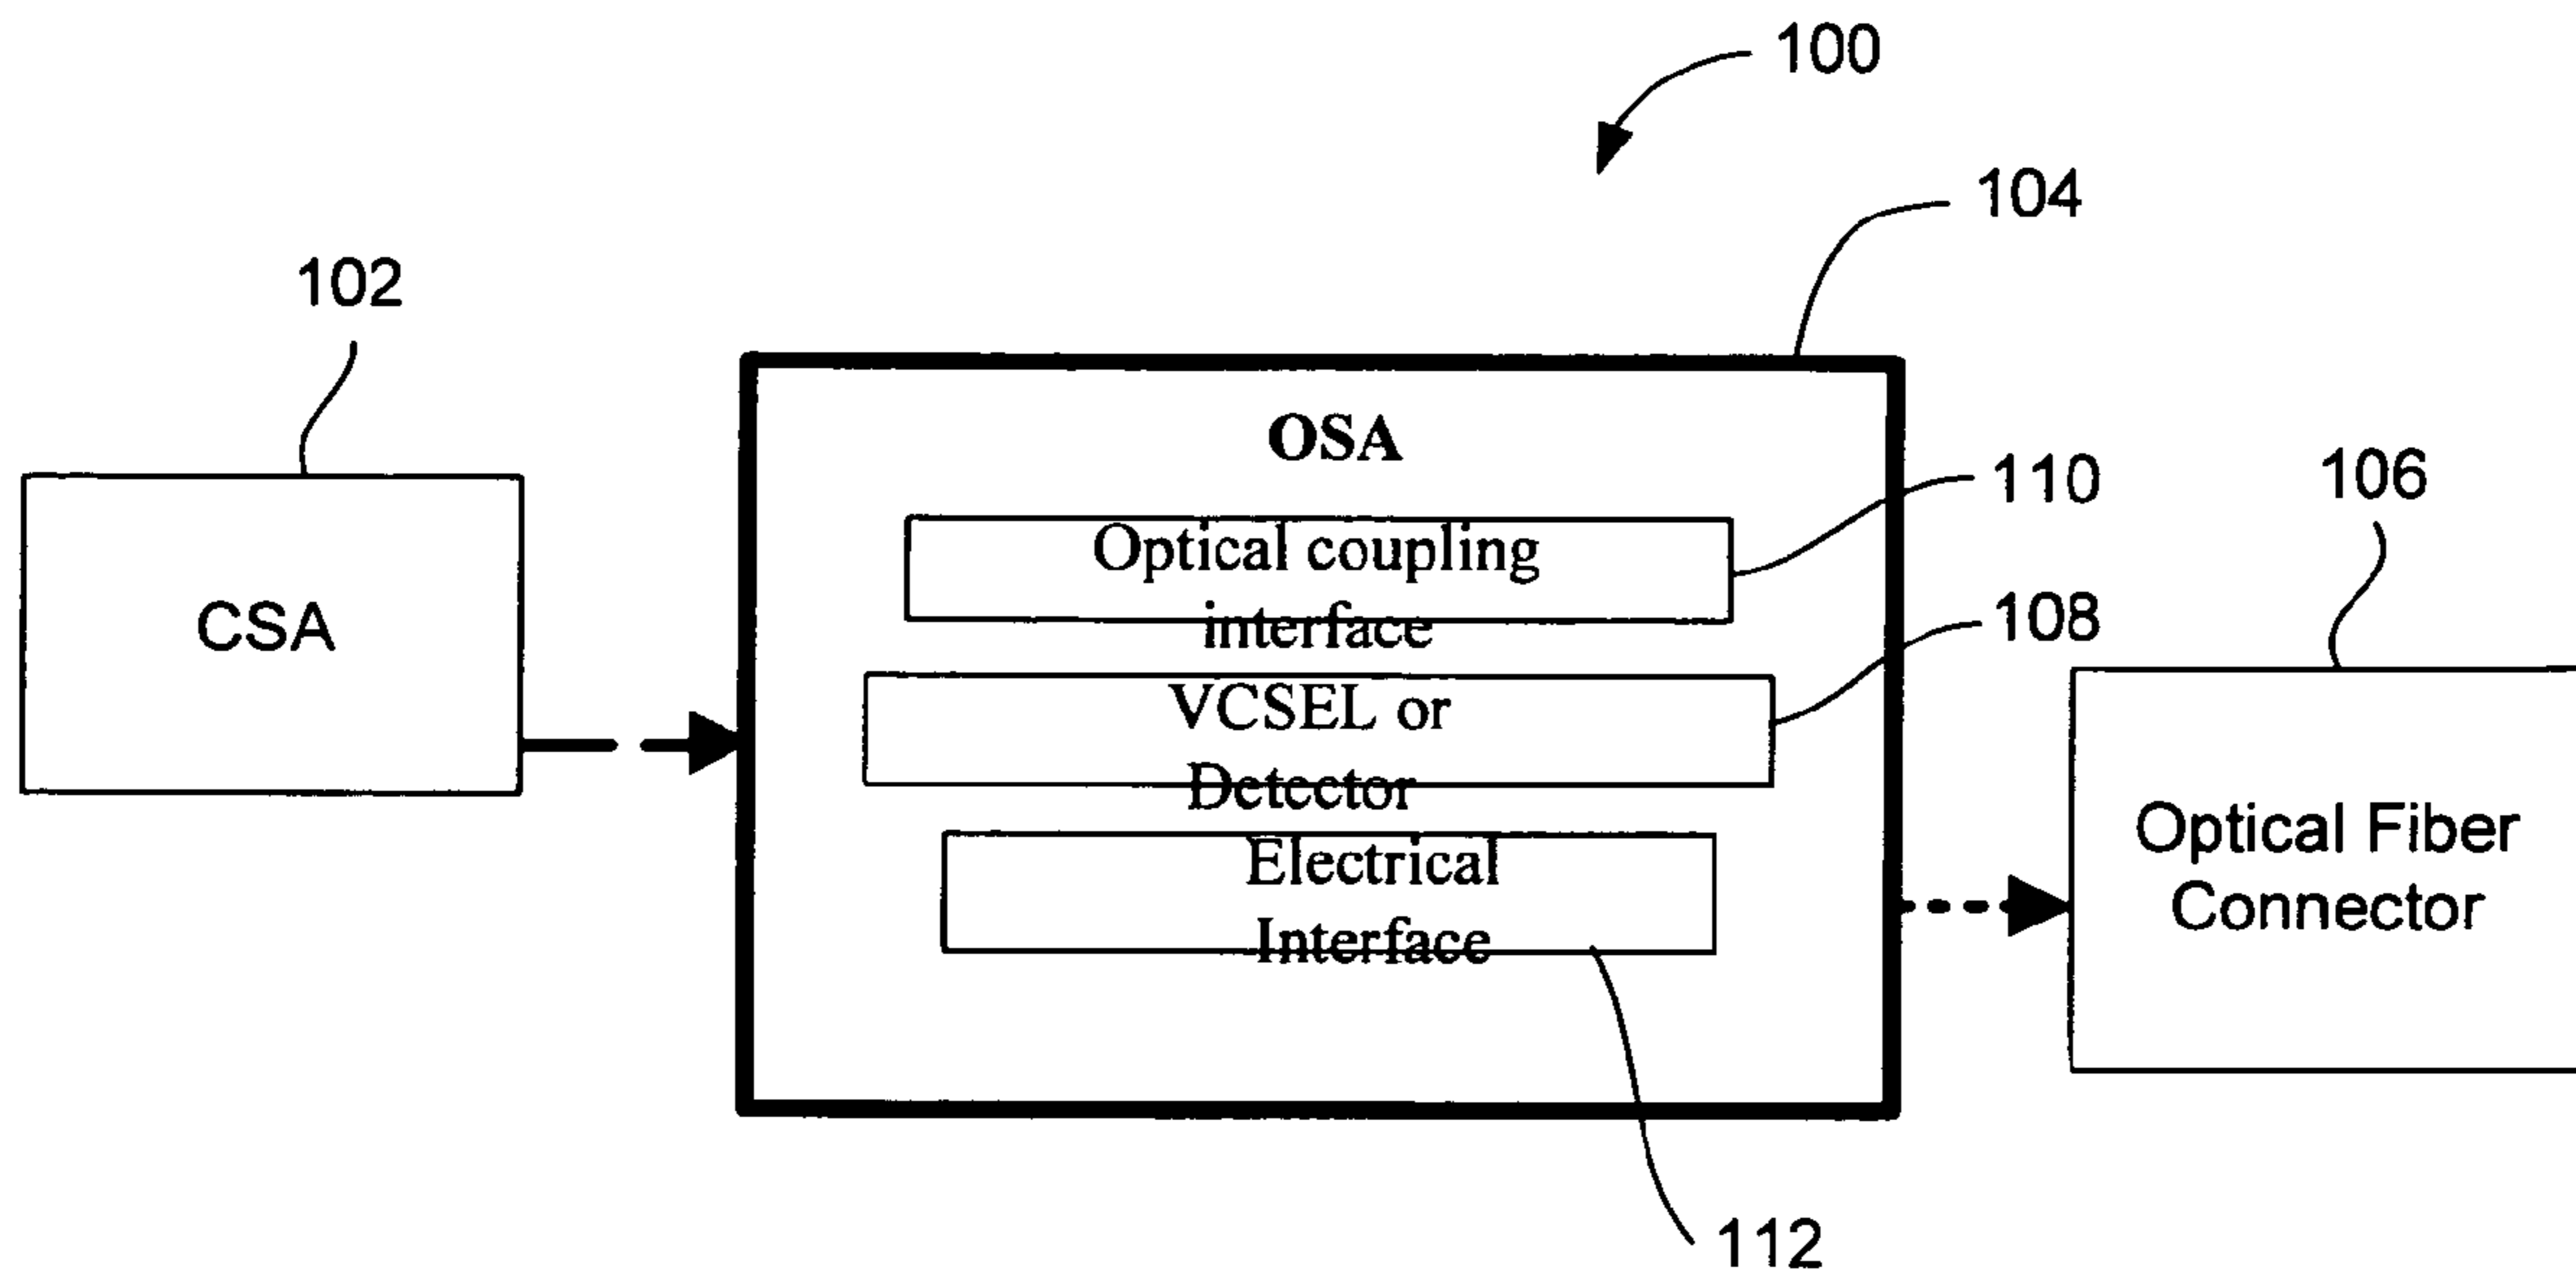 100
104
102
OSA
110
106
Optical coupling
interface
CSA
108
VCSEL or
Detector
Optical Fiber
Connector
Electrical
Interface
112